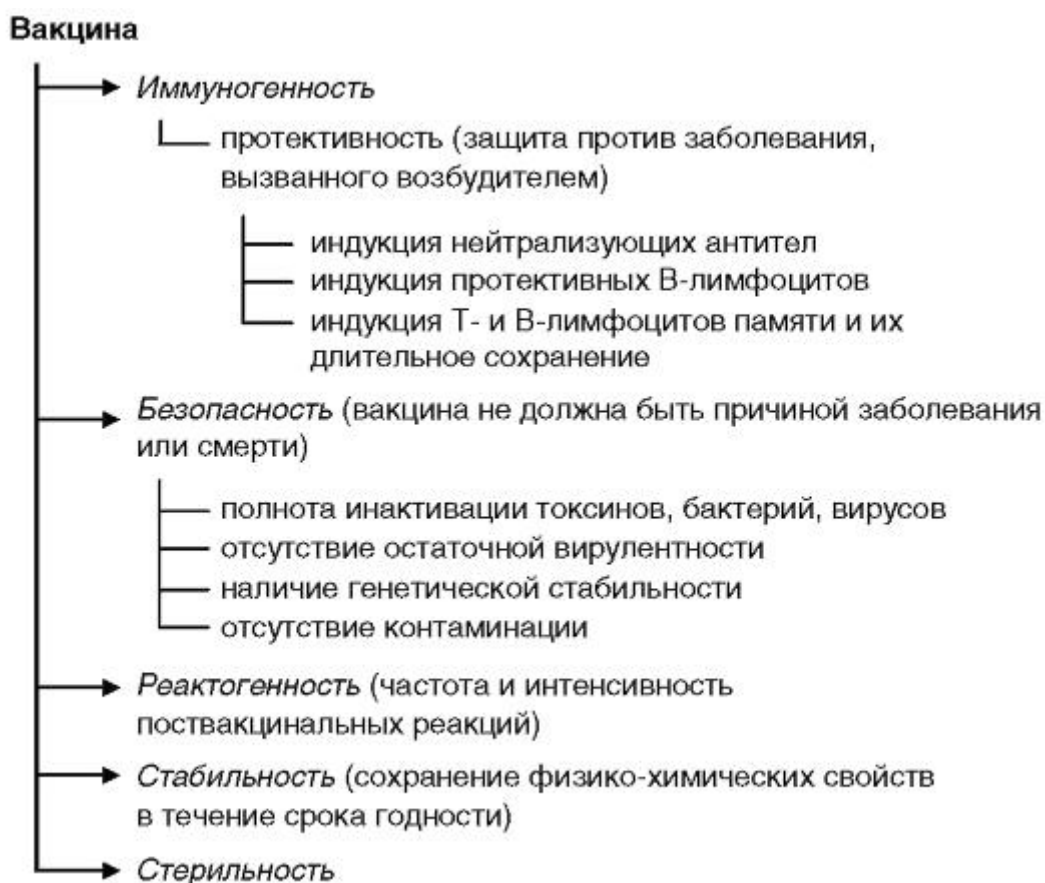 Вакцина
Иммуногенность
протективность (защита против заболевания,
вызванного возбудителем)
индукция нейтрализующих антител
индукция протективных В-лимфоцитов
индукция Т- и В-лимфоцитов памяти и их
длительное сохранение
Безопасность (вакцина не должна быть причиной заболевания
или смерти)
полнота инактивации токсинов, бактерий, вирусов
отсутствие остаточной вирулентности
наличие генетической стабильности
отсутствие контаминации
Реактогенность (частота и интенсивность
поствакцинальных реакций)
Стабильность (сохранение физико-химических свойств
в течение срока годности)
Стерильность